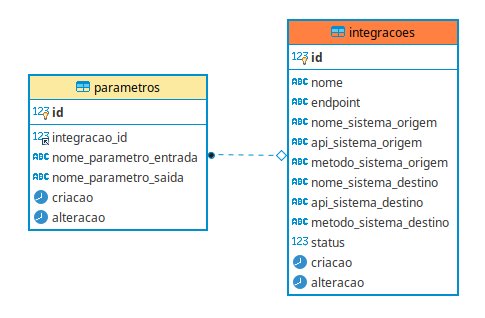 parametros
123 id
123 integracao_id
ABC nome_parametro_entrada
ABC nome_parametro_saida
criacao
alteracao
integracoes
123 id
ABC nome
ABC endpoint
ABC nome_sistema_origem
ABC api_sistema_origem
ABC metodo_sistema_origem
ABC nome_sistema_destino
ABC api_sistema_destino
ABC metodo_sistema_destino
123 status
criacao
alteracao